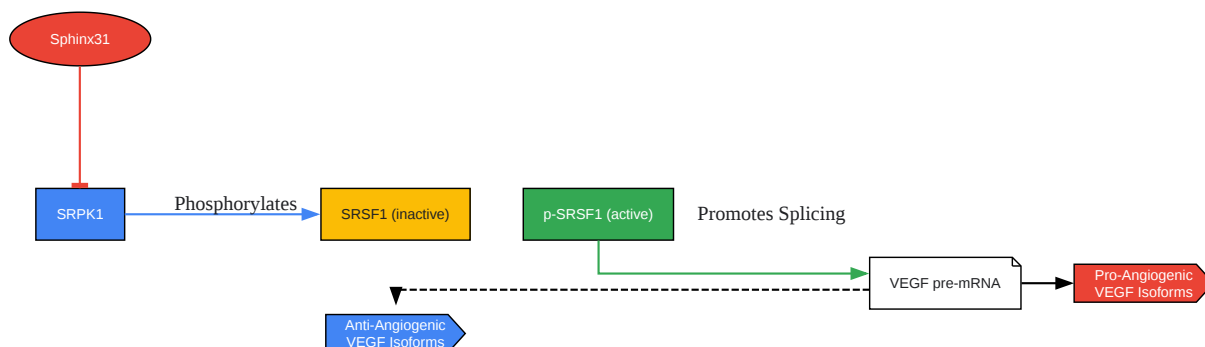 Sphinx31
SRPK1
Phosphorylates
SRSF1 (inactive)
p-SRSF1 (active)
Promotes Splicing
VEGF pre-mRNA
Pro-Angiogenic
VEGF Isoforms
Anti-Angiogenic
VEGF Isoforms